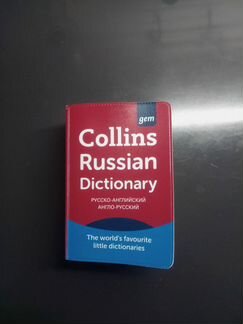 gem
Collins
Russian
Dictionary
РУССКО-АНГЛИЙСКИЙ
АНГЛО-РУССКИЙ
The world's favourite
little dictionaries